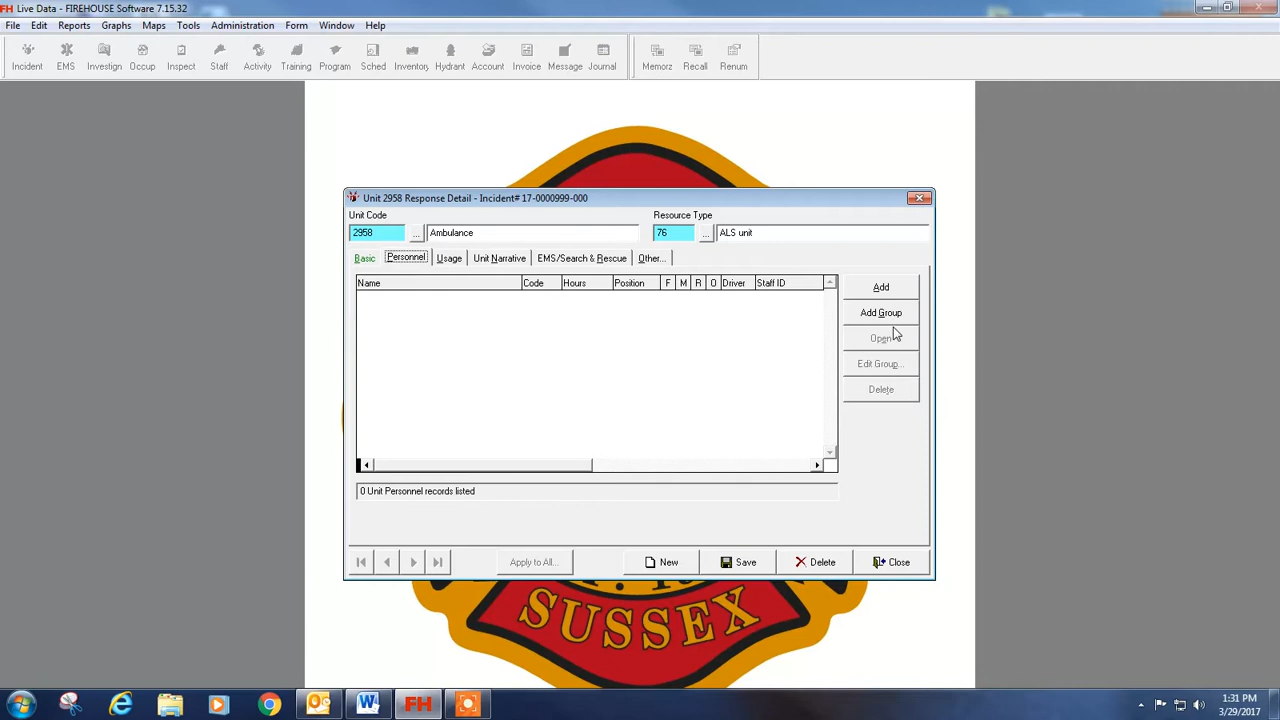 Live Data - FIREHOUSE Software 7.15.32
File Edit Reports Graphs Maps Tools Administration Form Window Help
Incident EMS Investign Occup Inspect Staff Activity Training Program Sched Inventory Hydrant Account Invoice Message Journal Memorz Recall Renum
Unit 2958 Response Detail - Incident# 17-0000999-000
Unit Code Resource Type
2958 ... Ambulance 76 ... ALS unit
Basic Personnel Usage Unit Narrative EMS/Search & Rescue Other...
Name Code Hours Position F M R O Driver Staff ID
Add
Add Group
Open
Edit Group...
Delete
0 Unit Personnel records listed
Apply to All... New Save Delete Close
SUSSEX
FH
1:31 PM
3/29/2017